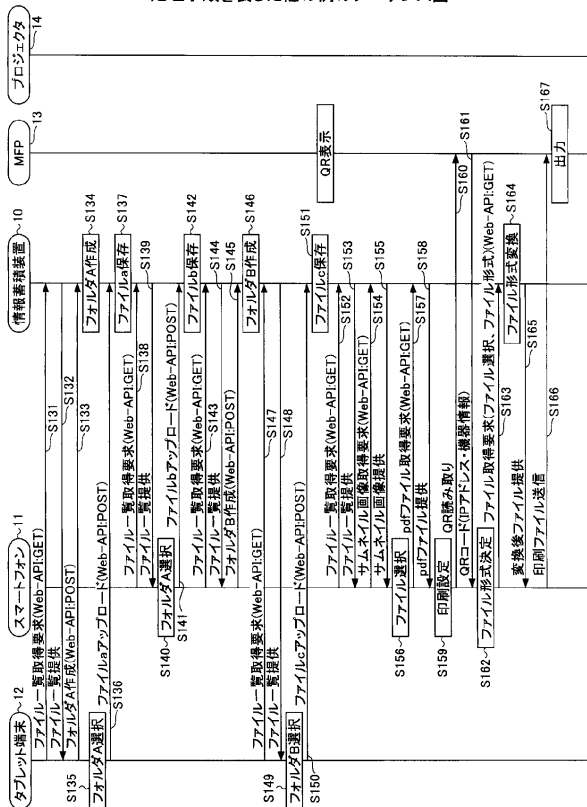 タブレット端末 ~12
スマートフォン ~11
情報蓄積装置 ~10
MFP ~13
プロジェクタ ~14
ファイル一覧取得要求(Web-API:GET)
S131
ファイル一覧提供
S132
フォルダA作成(Web-API:POST)
S133
フォルダA作成 ~S134
S135
フォルダA選択
ファイルaアップロード(Web-API:POST)
S136
ファイルa保存 ~S137
ファイル一覧取得要求(Web-API:GET)
S138
ファイル一覧提供
S139
S140~ フォルダA選択
ファイルbアップロード(Web-API:POST)
S141
ファイルb保存 ~S142
ファイル一覧取得要求(Web-API:GET)
S143
ファイル一覧提供
S144
フォルダB作成(Web-API:POST)
S145
フォルダB作成 ~S146
ファイル一覧取得要求(Web-API:GET)
S147
ファイル一覧提供
S148
S149
フォルダB選択
ファイルcアップロード(Web-API:POST)
S150
S151
ファイルc保存
QR表示
ファイル一覧取得要求(Web-API:GET)
S152
ファイル一覧提供
S153
サムネイル画像取得要求(Web-API:GET)
S154
サムネイル画像提供
S155
S156~ ファイル選択
pdfファイル取得要求(Web-API:GET)
S157
pdfファイル提供
S158
S159~ 印刷設定
QR読み取り
S160
QRコード(IPアドレス・機器情報)
S161
S162~ ファイル形式決定
ファイル取得要求(ファイル選択、ファイル形式)(Web-API:GET)
S163
ファイル形式変換 ~S164
変換後ファイル提供
S165
印刷ファイル送信
S166
出力 ~S167